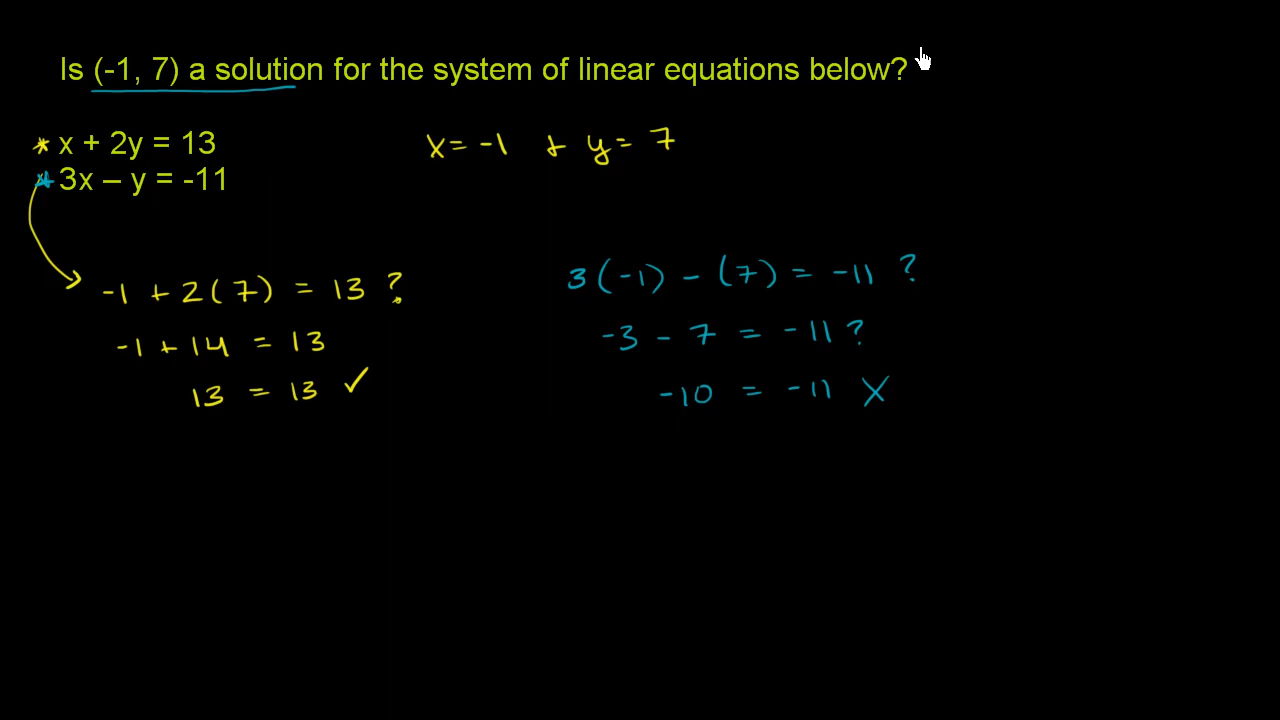 Is (-1, 7) a solution for the system of linear equations below?
* x + 2y = 13
x = -1 + y = 7
* 3x – y = -11
-1 + 2(7) = 13 ?
3(-1) - (7) = -11 ?
-1 + 14 = 13
-3 - 7 = -11 ?
13 = 13 ✓
-10 = -11 X